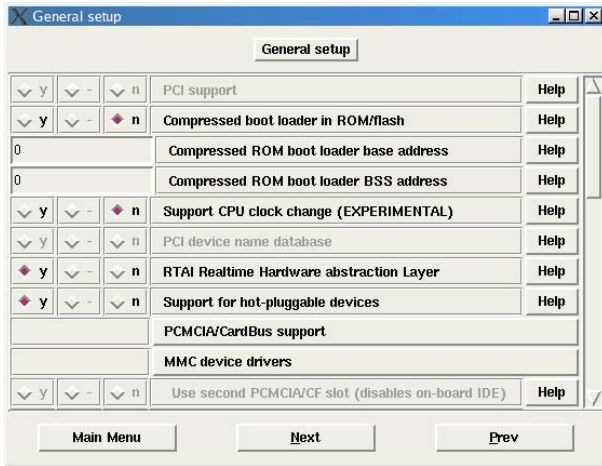 General setup
General setup
y - n PCI support Help
y - n Compressed boot loader in ROM/flash Help
0 Compressed ROM boot loader base address Help
0 Compressed ROM boot loader BSS address Help
y - n Support CPU clock change (EXPERIMENTAL) Help
y - n PCI device name database Help
y - n RTAI Realtime Hardware abstraction Layer Help
y - n Support for hot-pluggable devices Help
PCMCIA/CardBus support
MMC device drivers
y - n Use second PCMCIA/CF slot (disables on-board IDE) Help
Main Menu Next Prev